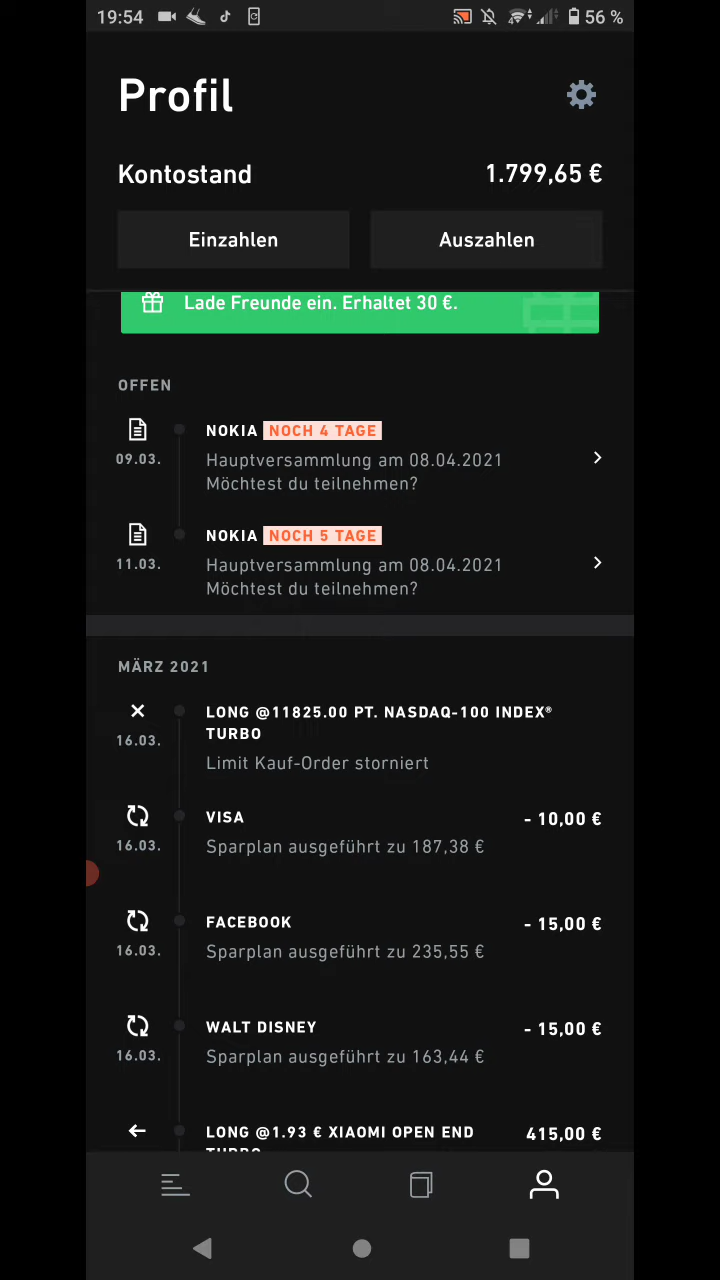 19:54
56 %
Profil
Kontostand 1.799,65 €
Einzahlen Auszahlen
Lade Freunde ein. Erhaltet 30 €.
OFFEN
NOKIA NOCH 4 TAGE
09.03. Hauptversammlung am 08.04.2021
Möchtest du teilnehmen?
NOKIA NOCH 5 TAGE
11.03. Hauptversammlung am 08.04.2021
Möchtest du teilnehmen?
MÄRZ 2021
LONG @11825.00 PT. NASDAQ-100 INDEX®
16.03. TURBO
Limit Kauf-Order storniert
VISA - 10,00 €
16.03. Sparplan ausgeführt zu 187,38 €
FACEBOOK - 15,00 €
16.03. Sparplan ausgeführt zu 235,55 €
WALT DISNEY - 15,00 €
16.03. Sparplan ausgeführt zu 163,44 €
LONG @1.93 € XIAOMI OPEN END 415,00 €
TURBO